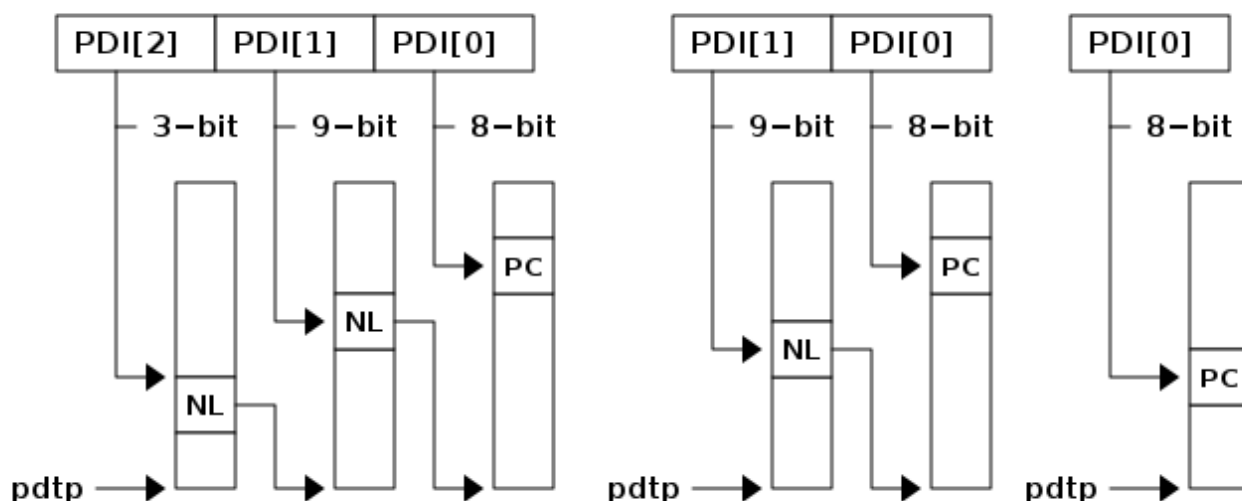 PDI[2] PDI[1] PDI[0] PDI[1] PDI[0] PDI[0]
3-bit 9-bit 8-bit 9-bit 8-bit 8-bit
PC PC
NL
NL
PC
NL
pdtp pdtp pdtp